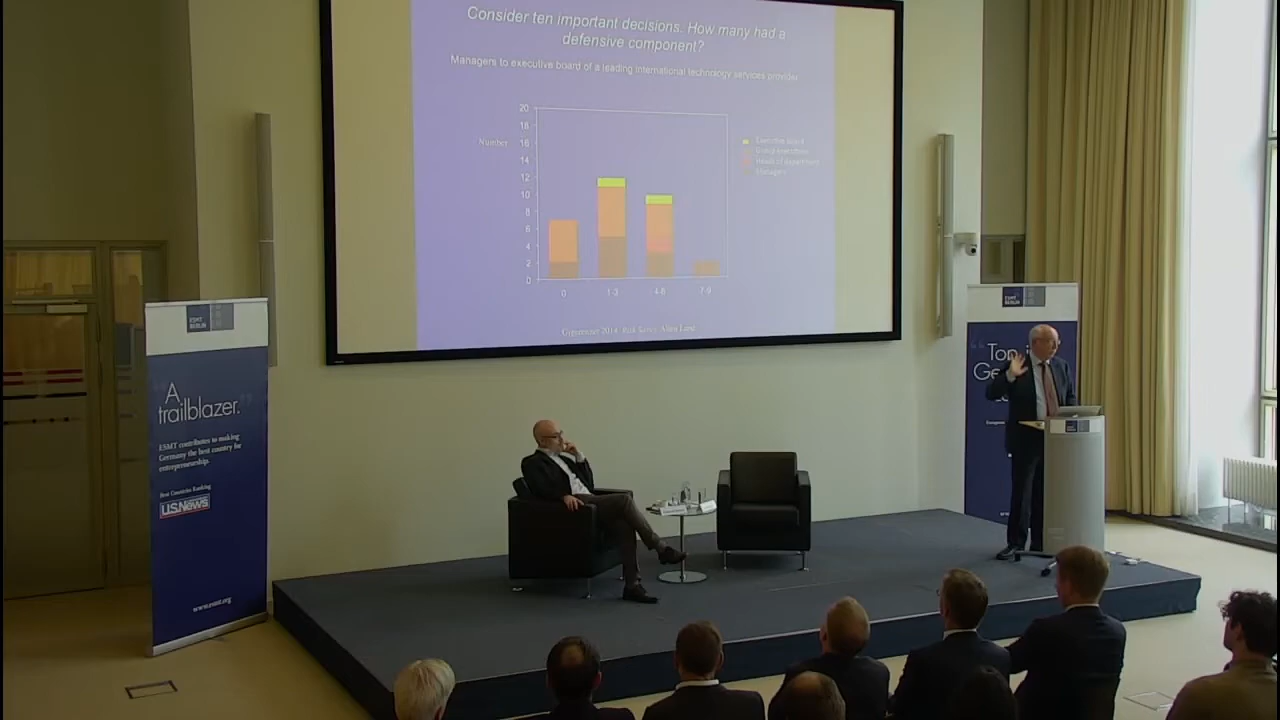 Consider ten important decisions. How many had a
defensive component?
Managers to executive board of a leading international technology services provider
20
18
Number
16
14
12
10
8
6
4
2
0
0
1-3
4-6
7-9
Executive board
Group executives
Heads of department
Managers
Gigerenzer 2014 Risk Savvy. Allen Lane
ESMT
BERLIN
A
trailblazer.
ESMT contributes to making
Germany the best country for
entrepreneurship.
Best Countries Ranking
U.S.News
www.esmt.org
ESMT
BERLIN